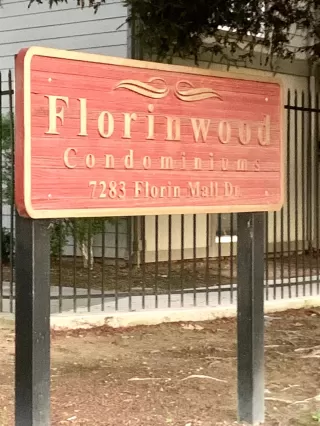 Florinwood
Condominiums
7283 Florin Mall Dr.